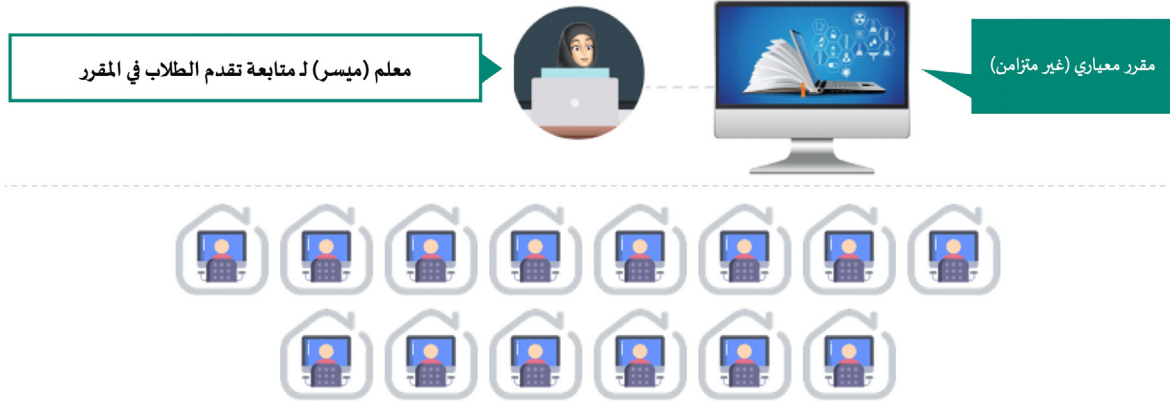 مقرر معياري (غير متزامن)
معلم (ميسر) لـ متابعة تقدم الطلاب في المقرر